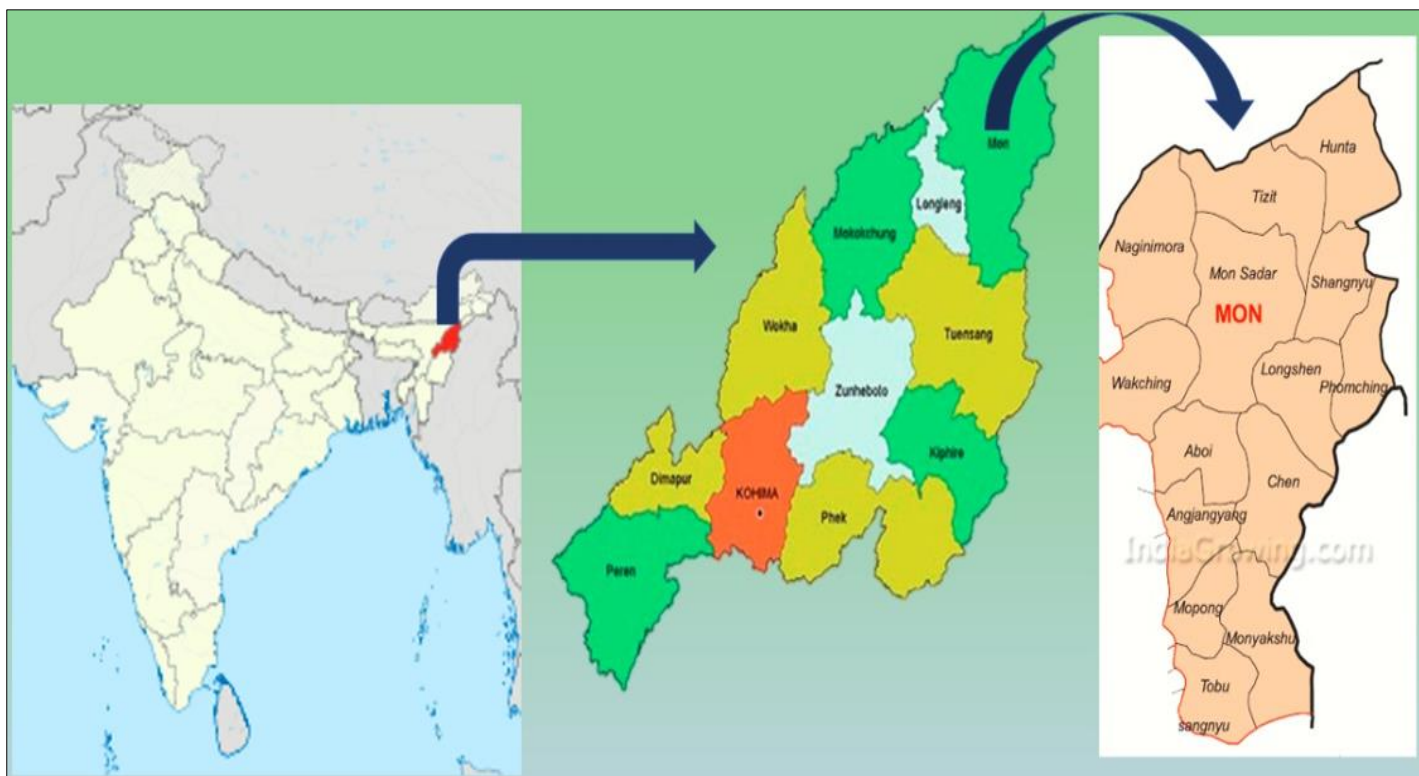 Mon
Longleng
Mokokchung
Wokha
Tuensang
Zunheboto
Kiphire
Dimapur
KOHIMA
Phek
Peren
Hunta
Tizit
Naginimora
Mon Sadar
Shangnyu
MON
Longshen
Wakching
Phomching
Aboi
Chen
Angjangyang
IndiaGrowing.com
Mopong
Monyakshu
Tobu
sangnyu